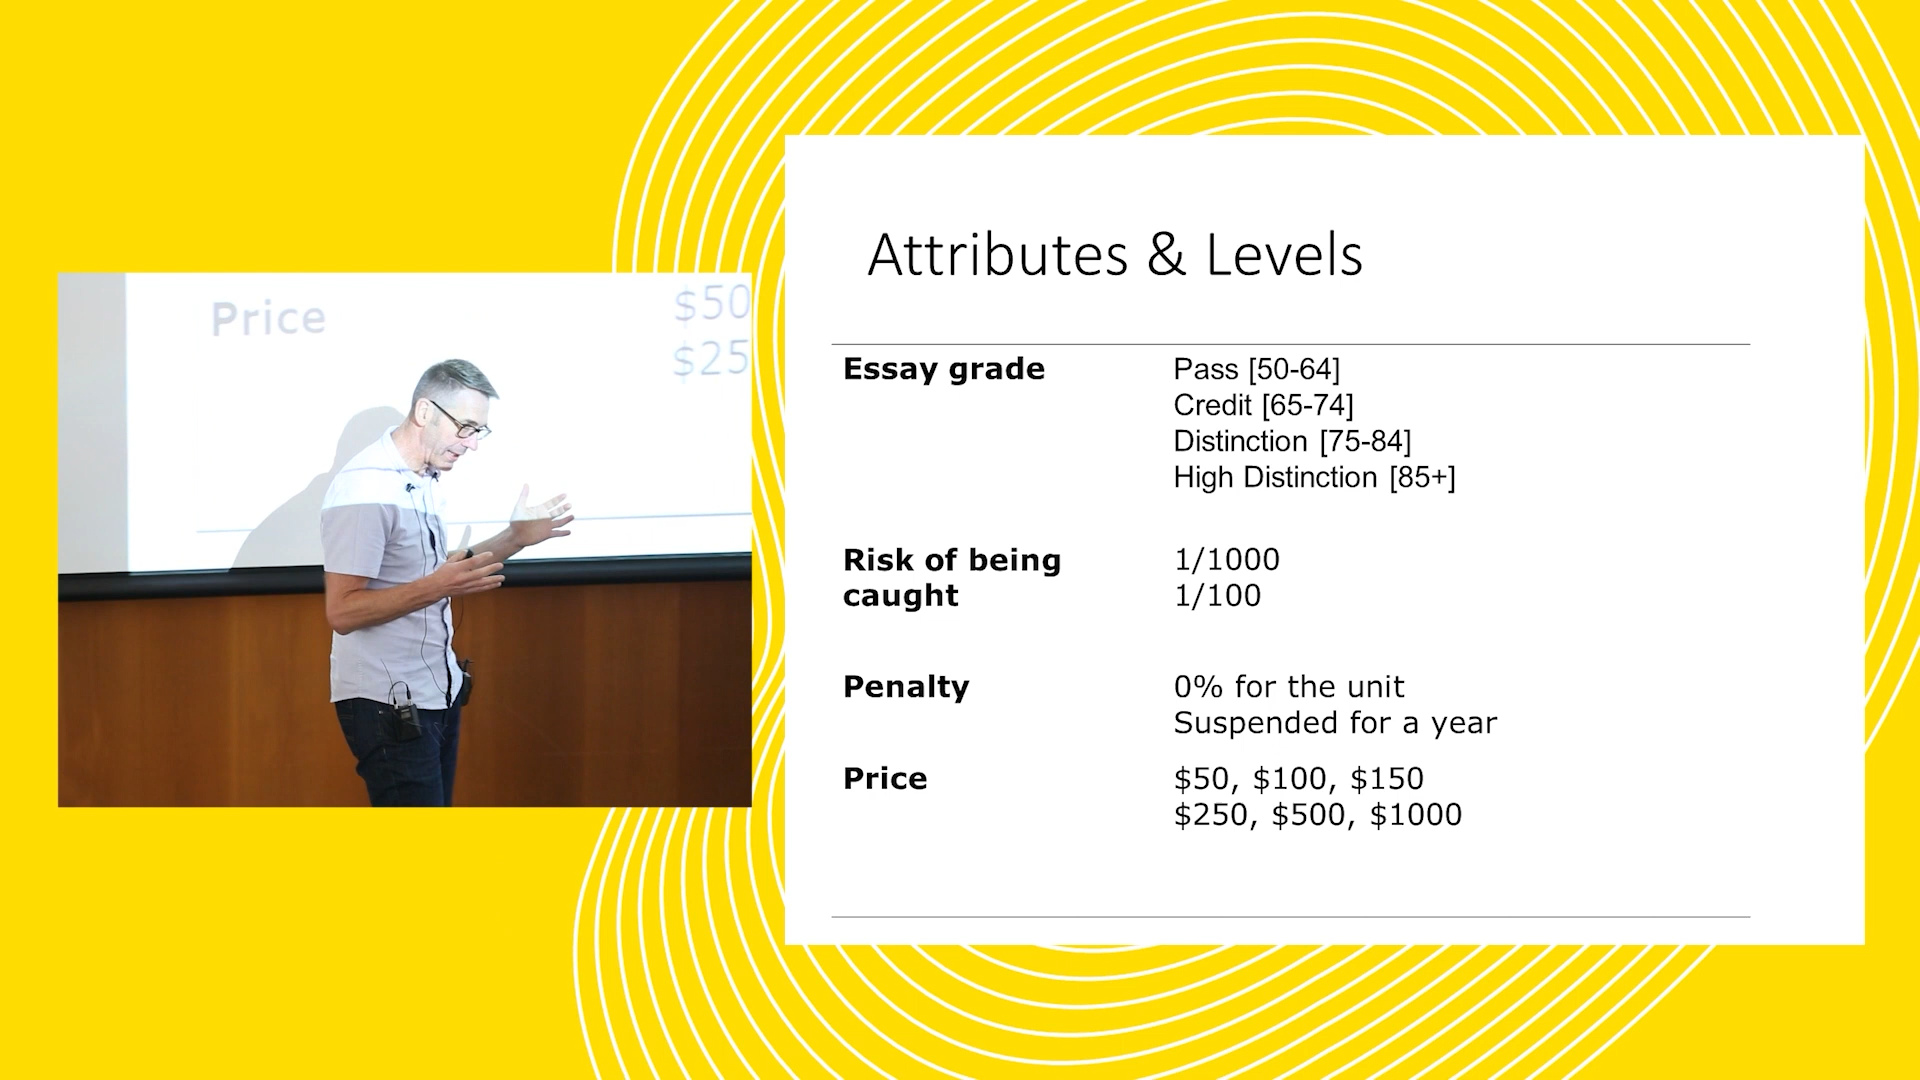 Price
$50
$25
Attributes & Levels
Essay grade
Pass [50-64]
Credit [65-74]
Distinction [75-84]
High Distinction [85+]
Risk of being
caught
1/1000
1/100
Penalty
0% for the unit
Suspended for a year
Price
$50, $100, $150
$250, $500, $1000